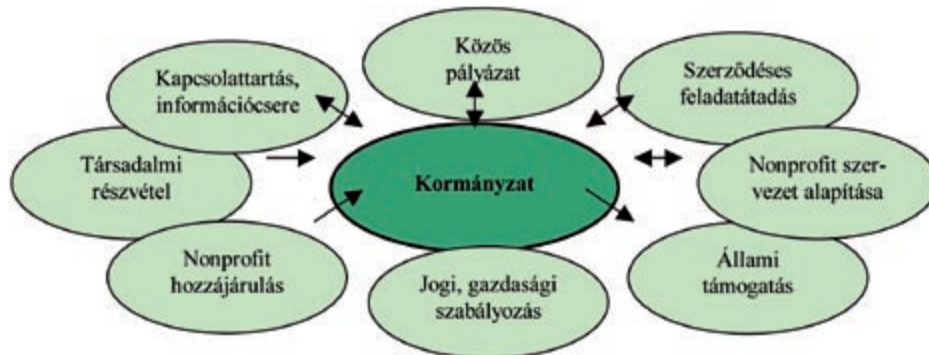 Közös
pályázat
Kapcsolattartás,
információcsere
Szerződéses
feladatátadás
Társadalmi
részvétel
Kormányzat
Nonprofit szer-
vezet alapítása
Nonprofit
hozzájárulás
Jogi, gazdasági
szabályozás
Állami
támogatás